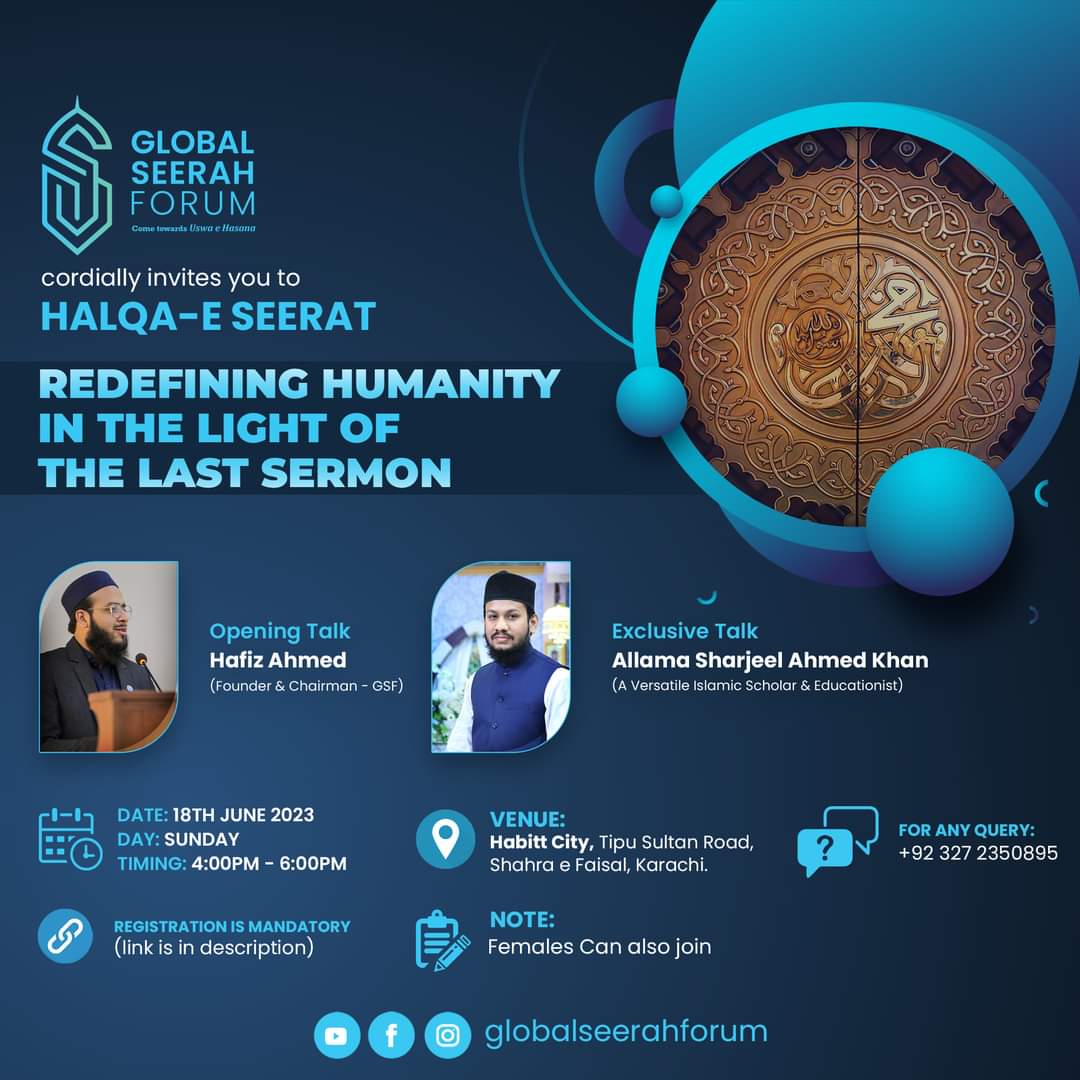 GLOBAL
SEERAH
FORUM
Come towards Uswa e Hasana
cordially invites you to
HALQA-E SEERAT
REDEFINING HUMANITY
IN THE LIGHT OF
THE LAST SERMON
Opening Talk
Hafiz Ahmed
(Founder & Chairman - GSF)
Exclusive Talk
Allama Sharjeel Ahmed Khan
(A Versatile Islamic Scholar & Educationist)
DATE: 18TH JUNE 2023
DAY: SUNDAY
TIMING: 4:00PM - 6:00PM
VENUE:
Habitt City, Tipu Sultan Road,
Shahra e Faisal, Karachi.
FOR ANY QUERY:
+92 327 2350895
REGISTRATION IS MANDATORY
(link is in description)
NOTE:
Females Can also join
globalseerahforum